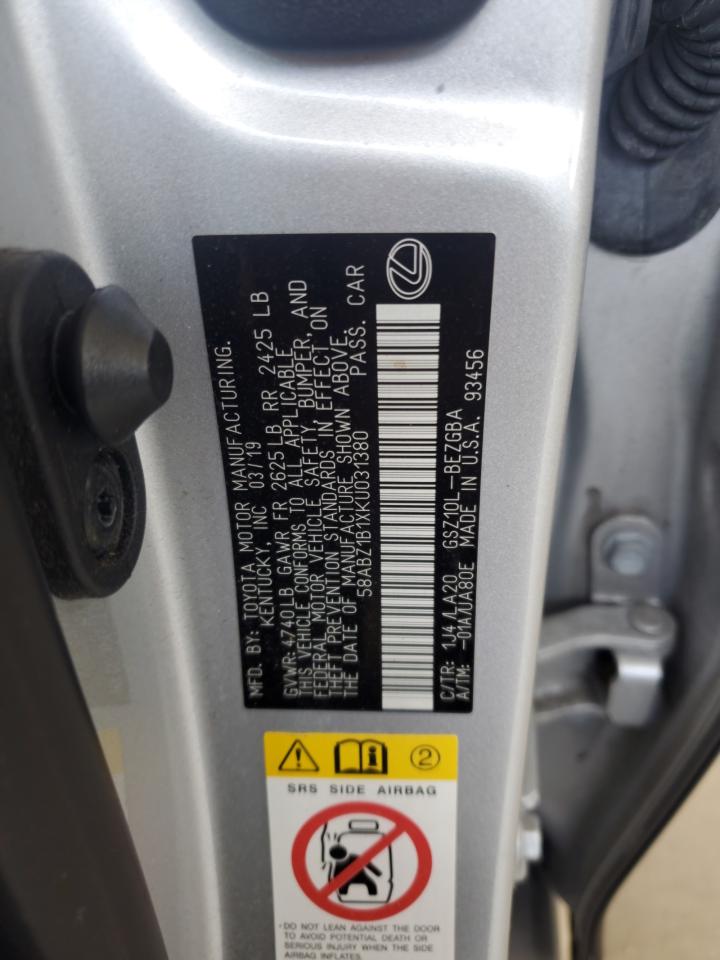 MFD. BY: TOYOTA MOTOR MANUFACTURING.
KENTUCKY, INC 03/19
GVWR: 4740LB GAWR FR 2625LB RR 2425 LB
THIS VEHICLE CONFORMS TO ALL APPLICABLE
FEDERAL MOTOR VEHICLE SAFETY, BUMPER, AND
THEFT PREVENTION STANDARDS IN EFFECT ON
THE DATE OF MANUFACTURE SHOWN ABOVE.
58ABZ1B1XKU031380 PASS. CAR
C/TR: 1J4/LA20 GSZ10L-BEZGBA
A/TM: -01A/UA80E MADE IN U.S.A. 93456
2
SRS SIDE AIRBAG
•DO NOT LEAN AGAINST THE DOOR
TO AVOID POTENTIAL DEATH OR
SERIOUS INJURY WHEN THE SIDE
AIRBAG INFLATES.